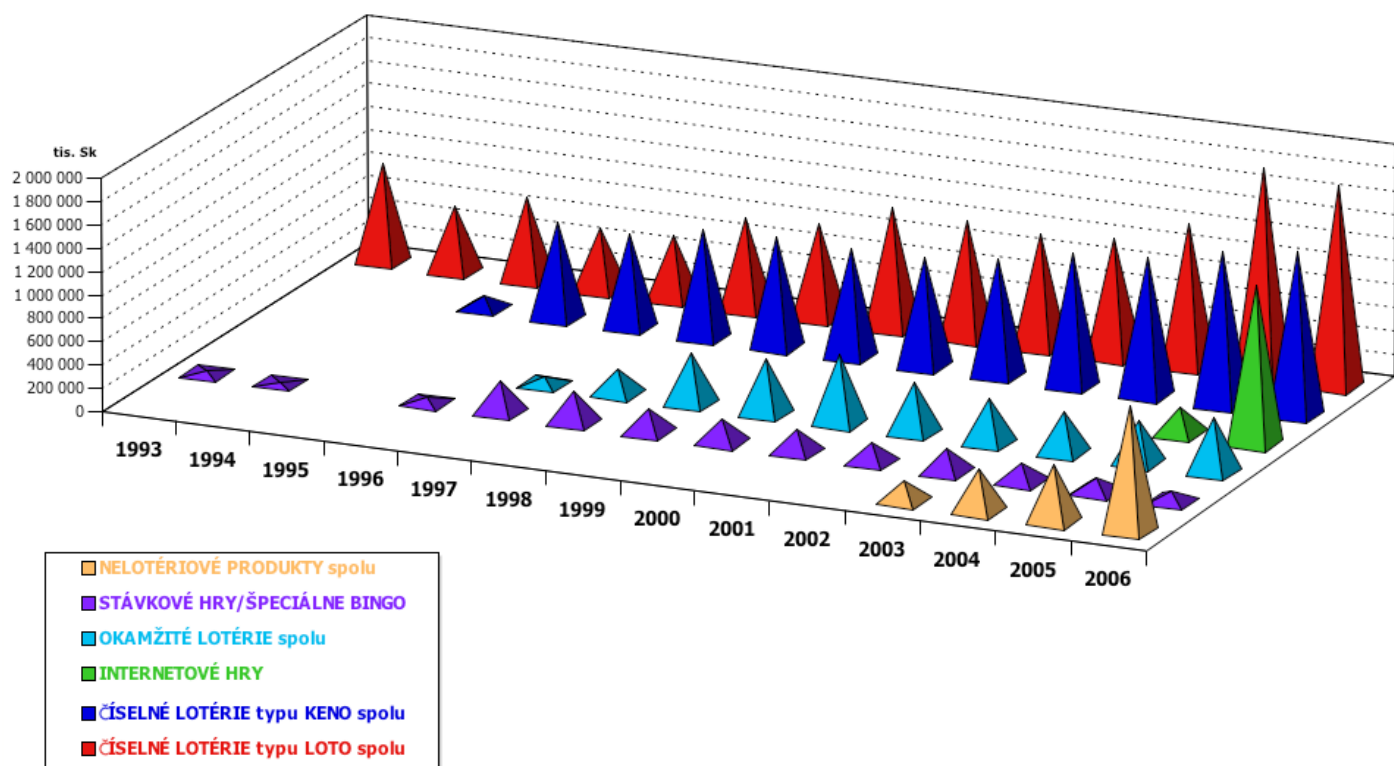 tis. Sk
2 000 000
1 800 000
1 600 000
1 400 000
1 200 000
1 000 000
800 000
600 000
400 000
200 000
0
1993
1994
1995
1996
1997
1998
1999
2000
2001
2002
2003
2004
2005
2006
NELOTÉRIOVÉ PRODUKTY spolu
STÁVKOVÉ HRY/ŠPECIÁLNE BINGO
OKAMŽITÉ LOTÉRIE spolu
INTERNETOVÉ HRY
ČÍSELNÉ LOTÉRIE typu KENO spolu
ČÍSELNÉ LOTÉRIE typu LOTO spolu